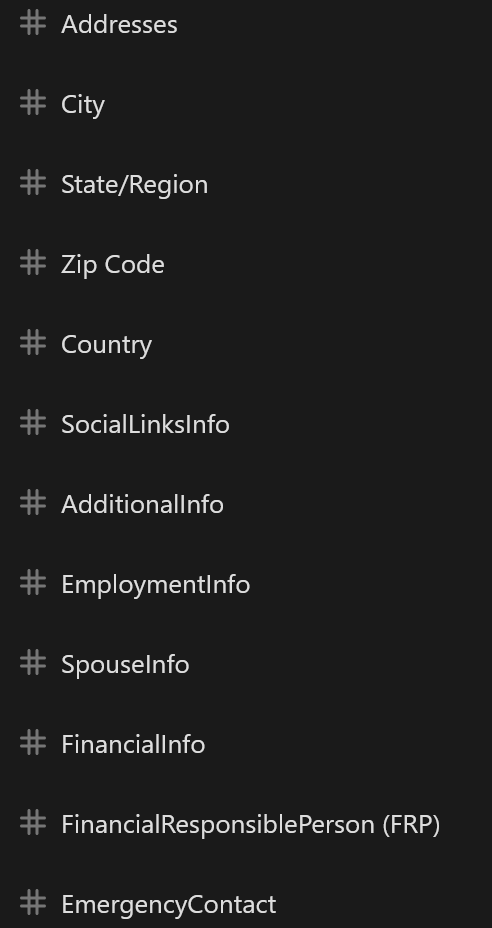 # Addresses
# City
# State/Region
# Zip Code
# Country
# SocialLinksInfo
# AdditionalInfo
# EmploymentInfo
# SpouseInfo
# FinancialInfo
# FinancialResponsiblePerson (FRP)
# EmergencyContact